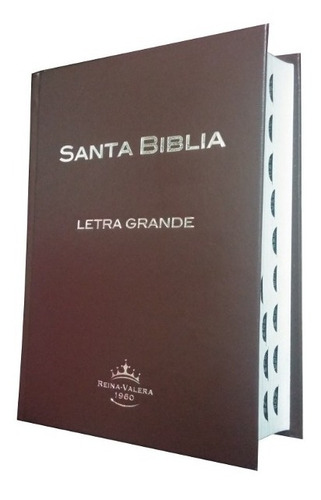 SANTA BIBLIA
LETRA GRANDE
REINA-VALERA
1960